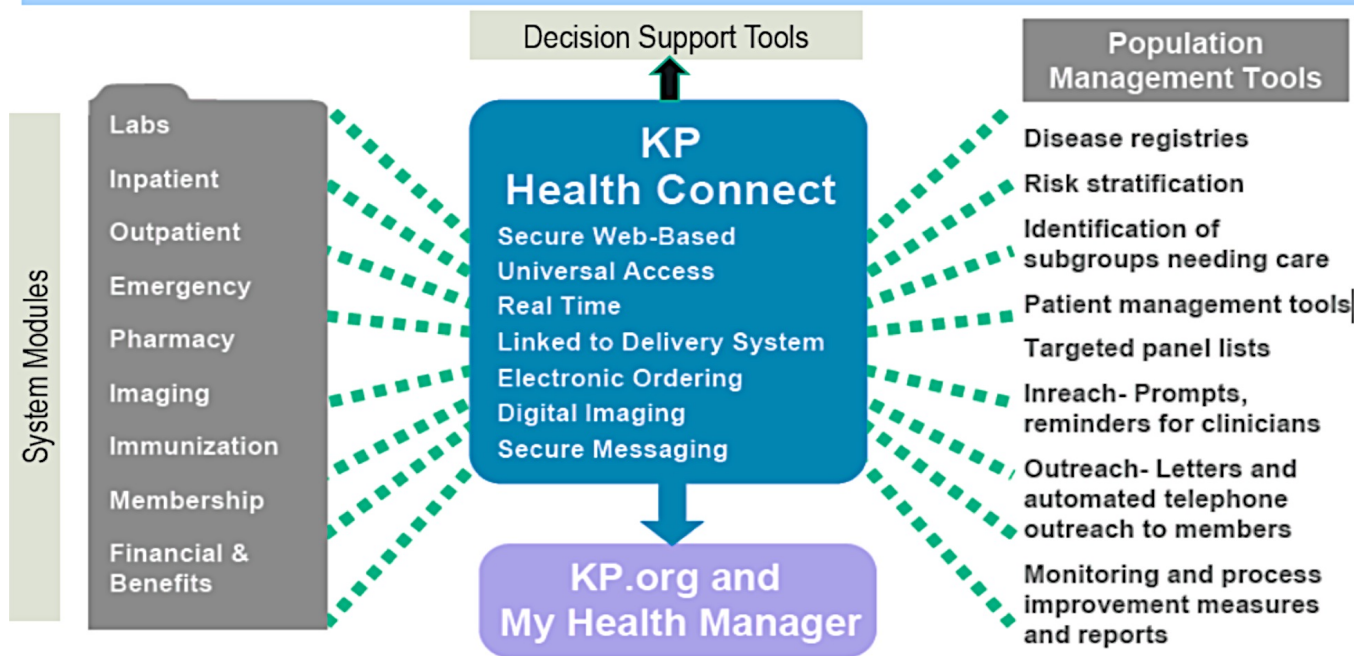 Decision Support Tools
System Modules
Labs
Inpatient
Outpatient
Emergency
Pharmacy
Imaging
Immunization
Membership
Financial &
Benefits
KP
Health Connect
Secure Web-Based
Universal Access
Real Time
Linked to Delivery System
Electronic Ordering
Digital Imaging
Secure Messaging
KP.org and
My Health Manager
Population
Management Tools
Disease registries
Risk stratification
Identification of
subgroups needing care
Patient management tools
Targeted panel lists
Inreach- Prompts,
reminders for clinicians
Outreach- Letters and
automated telephone
outreach to members
Monitoring and process
improvement measures
and reports